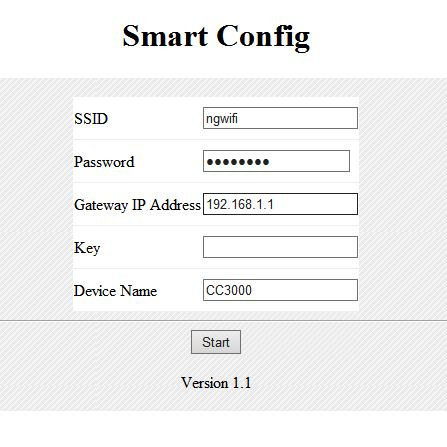 Smart Config
SSID ngwifi
Password ●●●●●●●●
Gateway IP Address 192.168.1.1
Key
Device Name CC3000
Start
Version 1.1